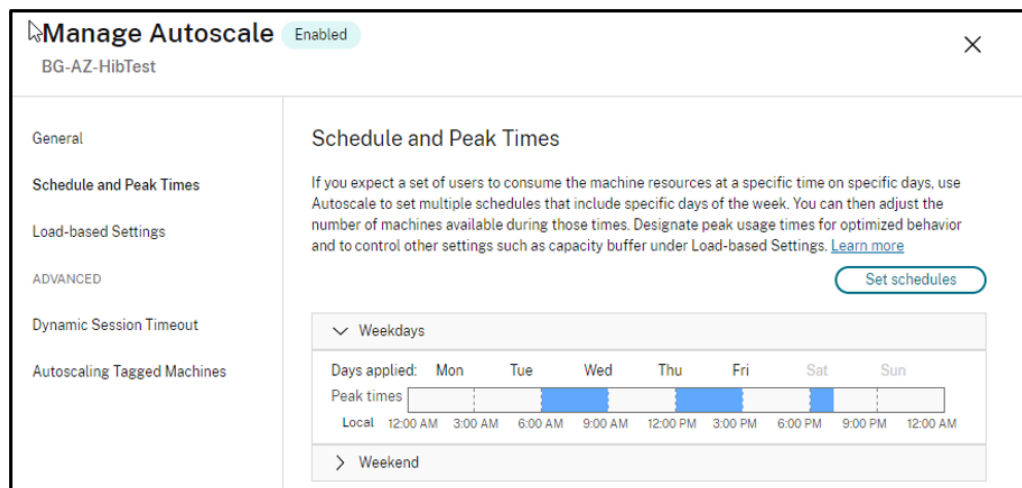 Manage Autoscale Enabled
BG-AZ-HibTest
General
Schedule and Peak Times
Load-based Settings
ADVANCED
Dynamic Session Timeout
Autoscaling Tagged Machines
Schedule and Peak Times
If you expect a set of users to consume the machine resources at a specific time on specific days, use
Autoscale to set multiple schedules that include specific days of the week. You can then adjust the
number of machines available during those times. Designate peak usage times for optimized behavior
and to control other settings such as capacity buffer under Load-based Settings. Learn more
Set schedules
Weekdays
Days applied: Mon Tue Wed Thu Fri Sat Sun
Peak times
Local 12:00 AM 3:00 AM 6:00 AM 9:00 AM 12:00 PM 3:00 PM 6:00 PM 9:00 PM 12:00 AM
Weekend